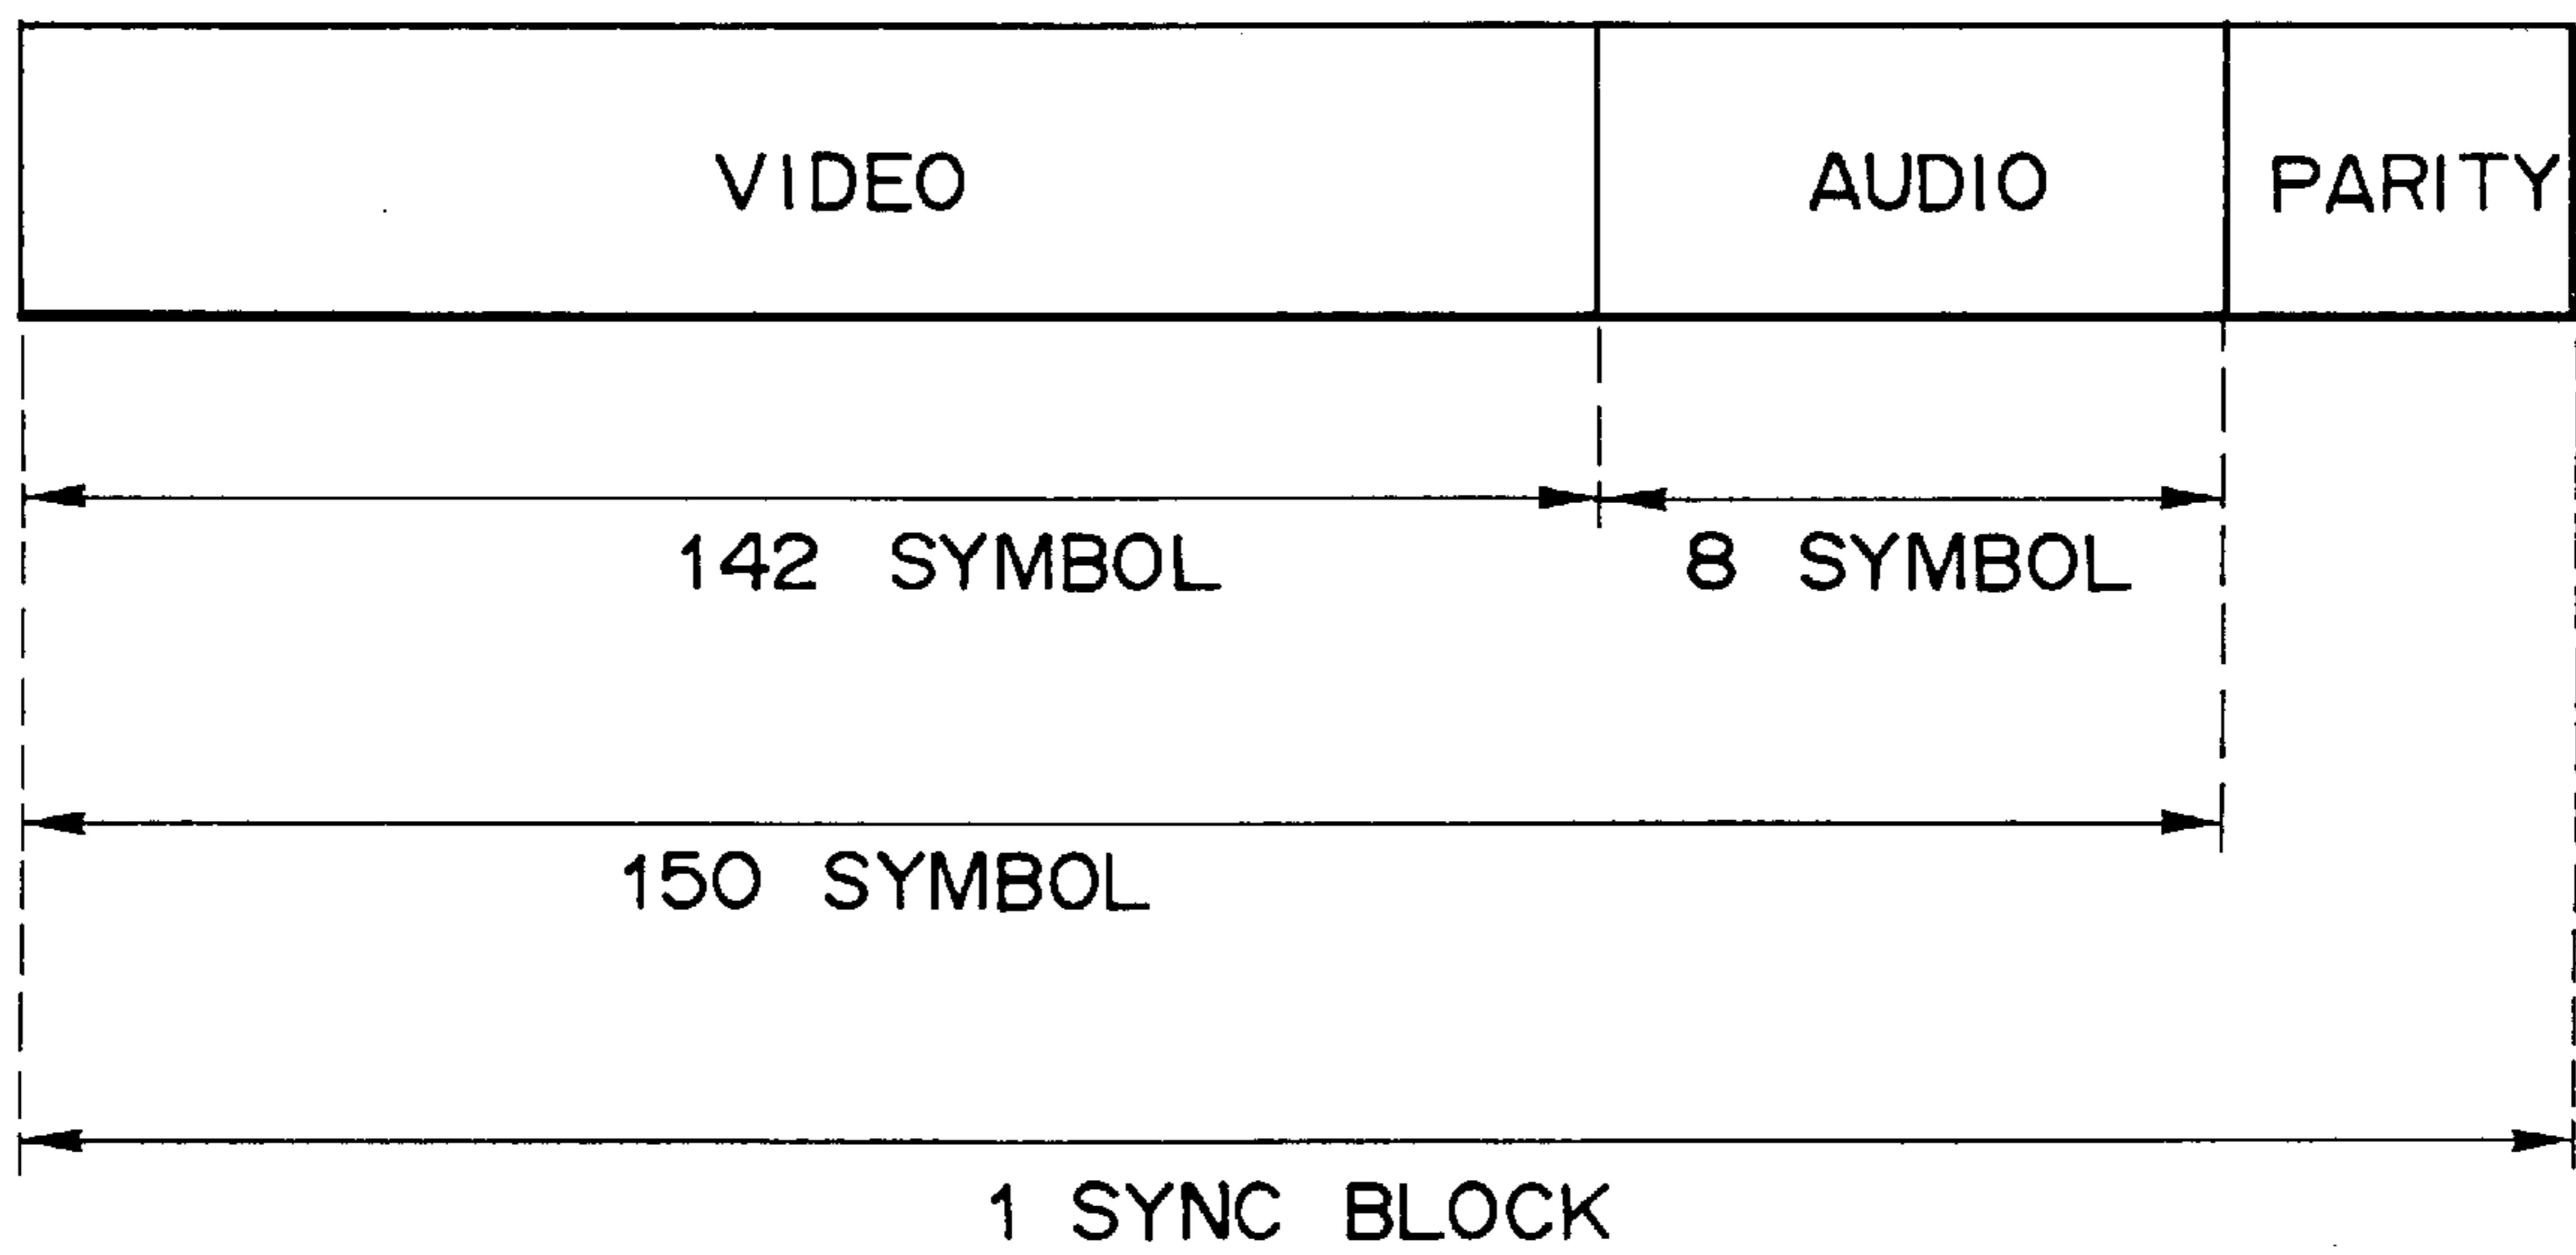 VIDEO AUDIO PARITY
142 SYMBOL 8 SYMBOL
150 SYMBOL
1 SYNC BLOCK